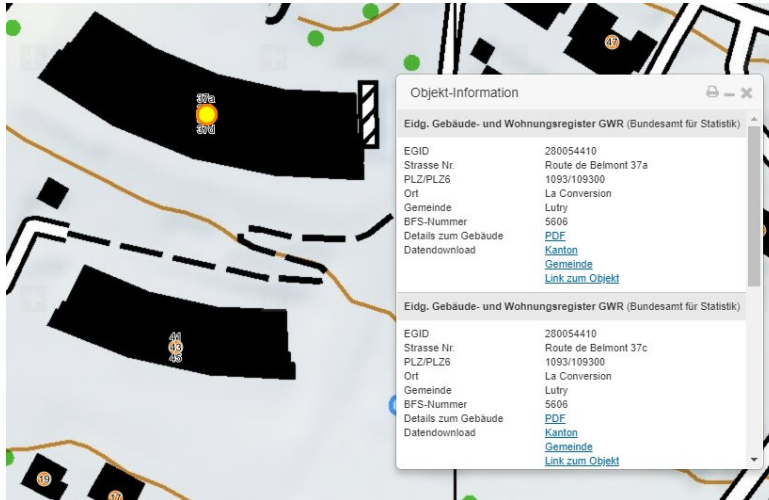 37a
37d
47
41
43
45
19
17
Objekt-Information
Eidg. Gebäude- und Wohnungsregister GWR (Bundesamt für Statistik)
EGID 280054410
Strasse Nr. Route de Belmont 37a
PLZ/PLZ6 1093/109300
Ort La Conversion
Gemeinde Lutry
BFS-Nummer 5606
Details zum Gebäude PDF
Datendownload Kanton
Gemeinde
Link zum Objekt
Eidg. Gebäude- und Wohnungsregister GWR (Bundesamt für Statistik)
EGID 280054410
Strasse Nr. Route de Belmont 37c
PLZ/PLZ6 1093/109300
Ort La Conversion
Gemeinde Lutry
BFS-Nummer 5606
Details zum Gebäude PDF
Datendownload Kanton
Gemeinde
Link zum Objekt